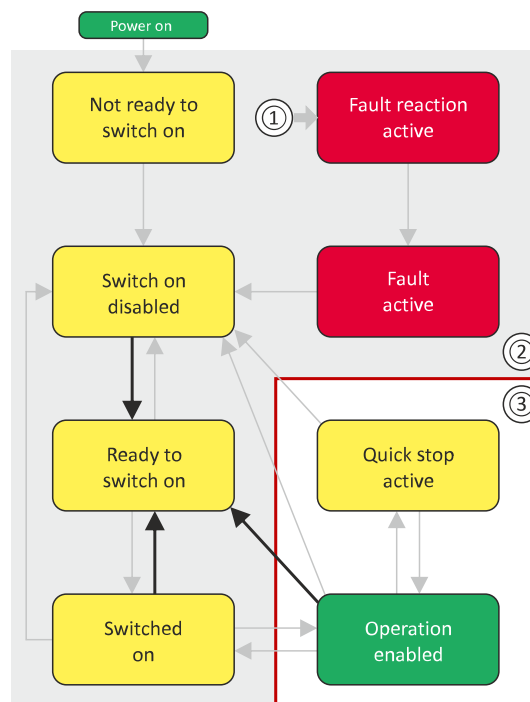 Power on
Not ready to
switch on
①
Fault reaction
active
Switch on
disabled
Fault
active
②
③
Ready to
switch on
Quick stop
active
Switched
on
Operation
enabled